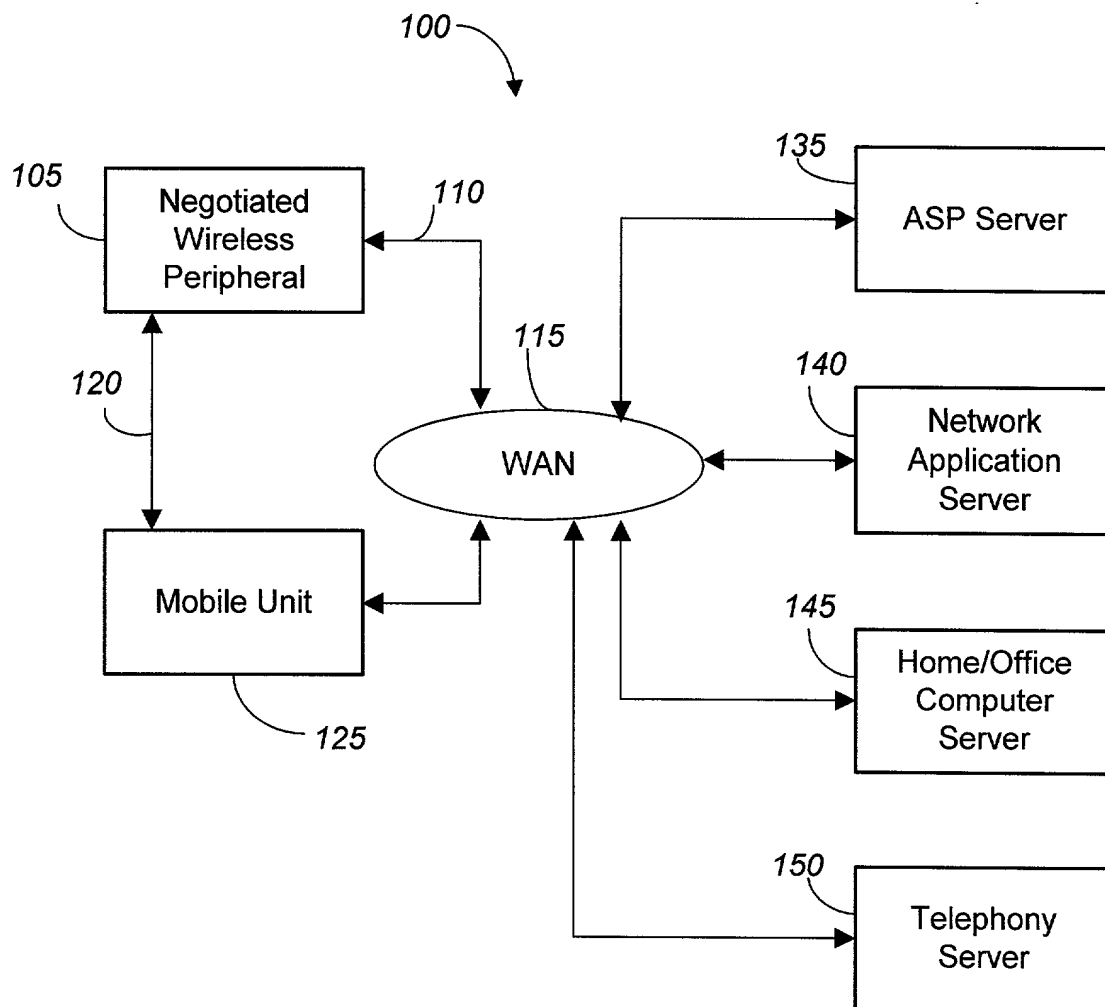 100
105
Negotiated
Wireless
Peripheral
110
135
ASP Server
115
WAN
120
140
Network
Application
Server
Mobile Unit
125
145
Home/Office
Computer
Server
150
Telephony
Server